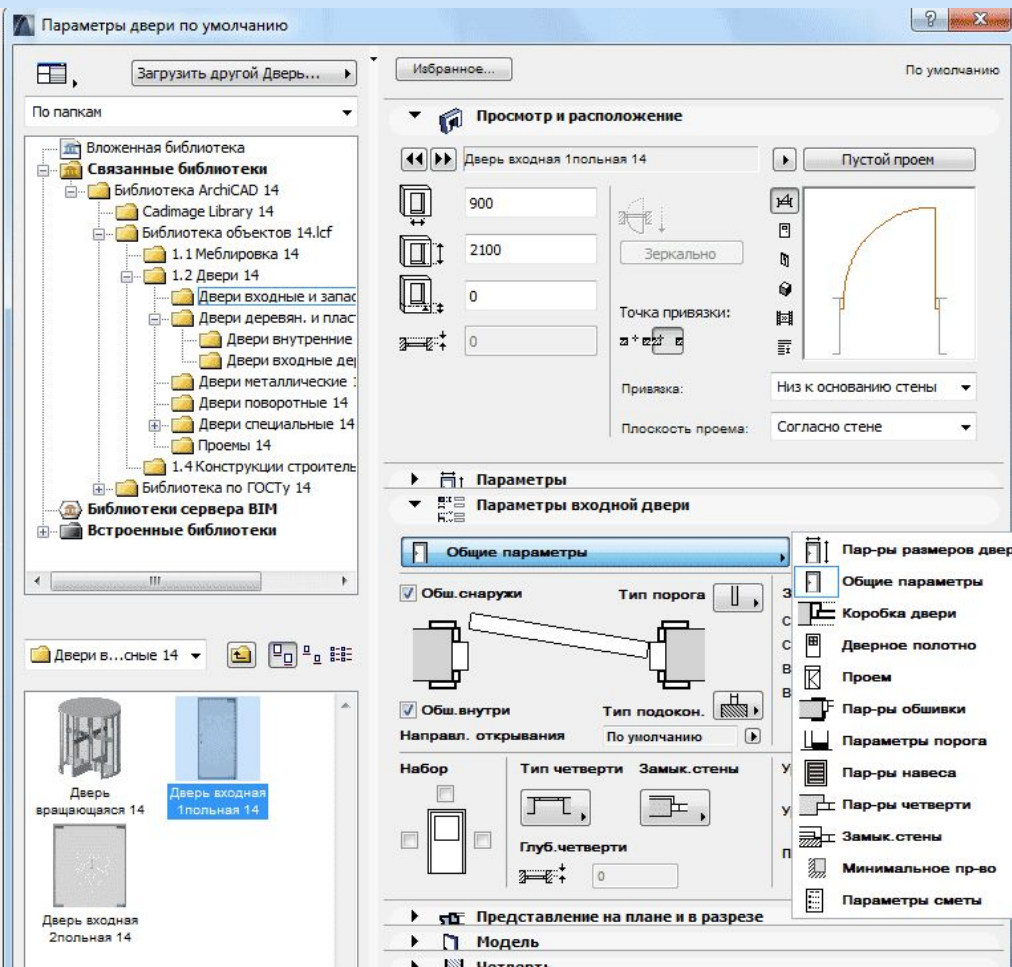 Параметры двери по умолчанию
Загрузить другой Дверь...
По папкам
Вложенная библиотека
Связанные библиотеки
Библиотека ArchiCAD 14
Cadimage Library 14
Библиотека объектов 14.lcf
1.1 Меблировка 14
1.2 Двери 14
Двери входные и запас
Двери деревян. и пласт
Двери внутренние
Двери входные дер
Двери металлические 1
Двери поворотные 14
Двери специальные 14
Проемы 14
1.4 Конструкции строитель
Библиотека по ГОСТу 14
Библиотеки сервера BIM
Встроенные библиотеки
Двери в...сные 14
Дверь
вращающаяся 14
Дверь входная
1польная 14
Дверь входная
2польная 14
Избранное...
По умолчанию
Просмотр и расположение
Дверь входная 1польная 14
Пустой проем
900
2100
0
0
Зеркально
Точка привязки:
Привязка:
Низ к основанию стены
Плоскость проема:
Согласно стене
Параметры
Параметры входной двери
Общие параметры
Обш.снаружи
Тип порога
Обш.внутри
Тип подокон.
Направл. открывания
По умолчанию
Набор
Тип четверти
Замык.стены
Глуб.четверти
0
Представление на плане и в разрезе
Модель
Четверть
Пар-ры размеров двер
Общие параметры
Коробка двери
Дверное полотно
Проем
Пар-ры обшивки
Параметры порога
Пар-ры навеса
Пар-ры четверти
Замык.стены
Минимальное пр-во
Параметры сметы